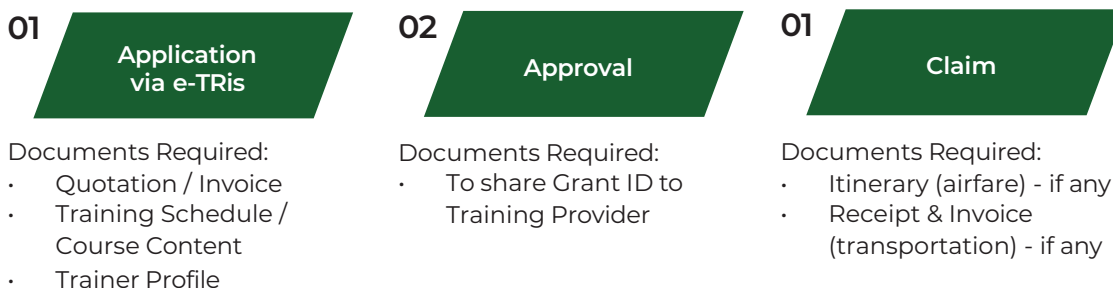 01
Application
via e-TRis
Documents Required:
• Quotation / Invoice
• Training Schedule /
Course Content
• Trainer Profile
02
Approval
Documents Required:
• To share Grant ID to
Training Provider
01
Claim
Documents Required:
• Itinerary (airfare) - if any
• Receipt & Invoice
(transportation) - if any